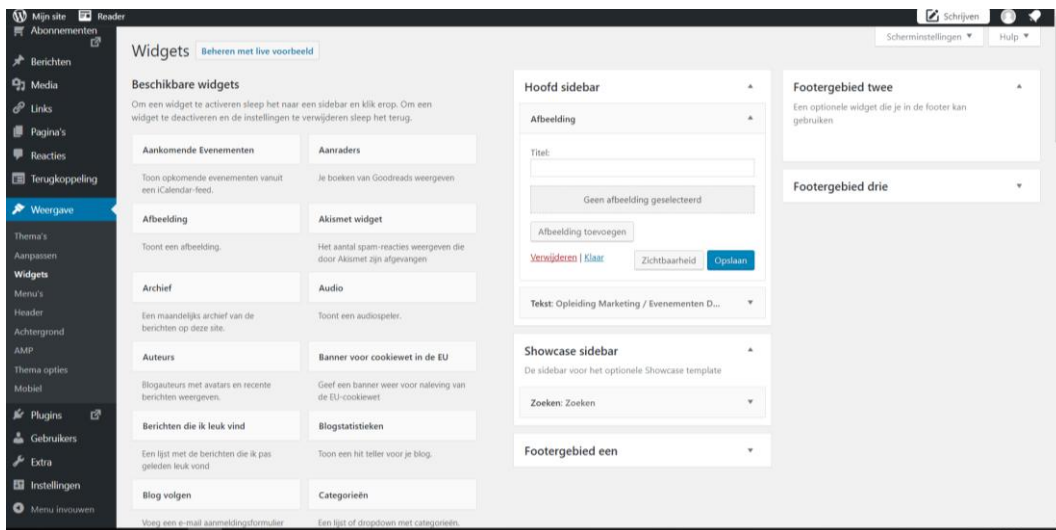 Mijn site Reader
Schrijven
Abonnementen
Berichten
Media
Links
Pagina's
Reacties
Terugkoppeling
Weergave
Thema's
Aanpassen
Widgets
Menu's
Header
Achtergrond
AMP
Thema opties
Mobiel
Plugins
Gebruikers
Extra
Instellingen
Menu invouwen
Scherminstellingen ▼
Hulp ▼
Widgets Beheren met live voorbeeld
Beschikbare widgets
Om een widget te activeren sleep het naar een sidebar en klik erop. Om een
widget te deactiveren en de instellingen te verwijderen sleep het terug.
Aankomende Evenementen
Toon opkomende evenementen vanuit
een iCalendar-feed.
Aanraders
Je boeken van Goodreads weergeven
Afbeelding
Toont een afbeelding.
Akismet widget
Het aantal spam-reacties weergeven die
door Akismet zijn afgevangen
Archief
Een maandelijks archief van de
berichten op deze site.
Audio
Toont een audiospeler.
Auteurs
Blogauteurs met avatars en recente
berichten weergeven.
Banner voor cookiewet in de EU
Geef een banner weer voor naleving van
de EU-cookiewet
Berichten die ik leuk vind
Een lijst met de berichten die ik pas
geleden leuk vond
Blogstatistieken
Toon een hit teller voor je blog.
Blog volgen
Voeg een e-mail aanmeldingsformulier
Categorieën
Een lijst of dropdown met categorieën.
Hoofd sidebar
Afbeelding
Titel:
Geen afbeelding geselecteerd
Afbeelding toevoegen
Verwijderen | Klaar
Zichtbaarheid
Opslaan
Tekst: Opleiding Marketing / Evenementen D...
Showcase sidebar
De sidebar voor het optionele Showcase template
Zoeken: Zoeken
Footergebied een
Footergebied twee
Een optionele widget die je in de footer kan
gebruiken
Footergebied drie